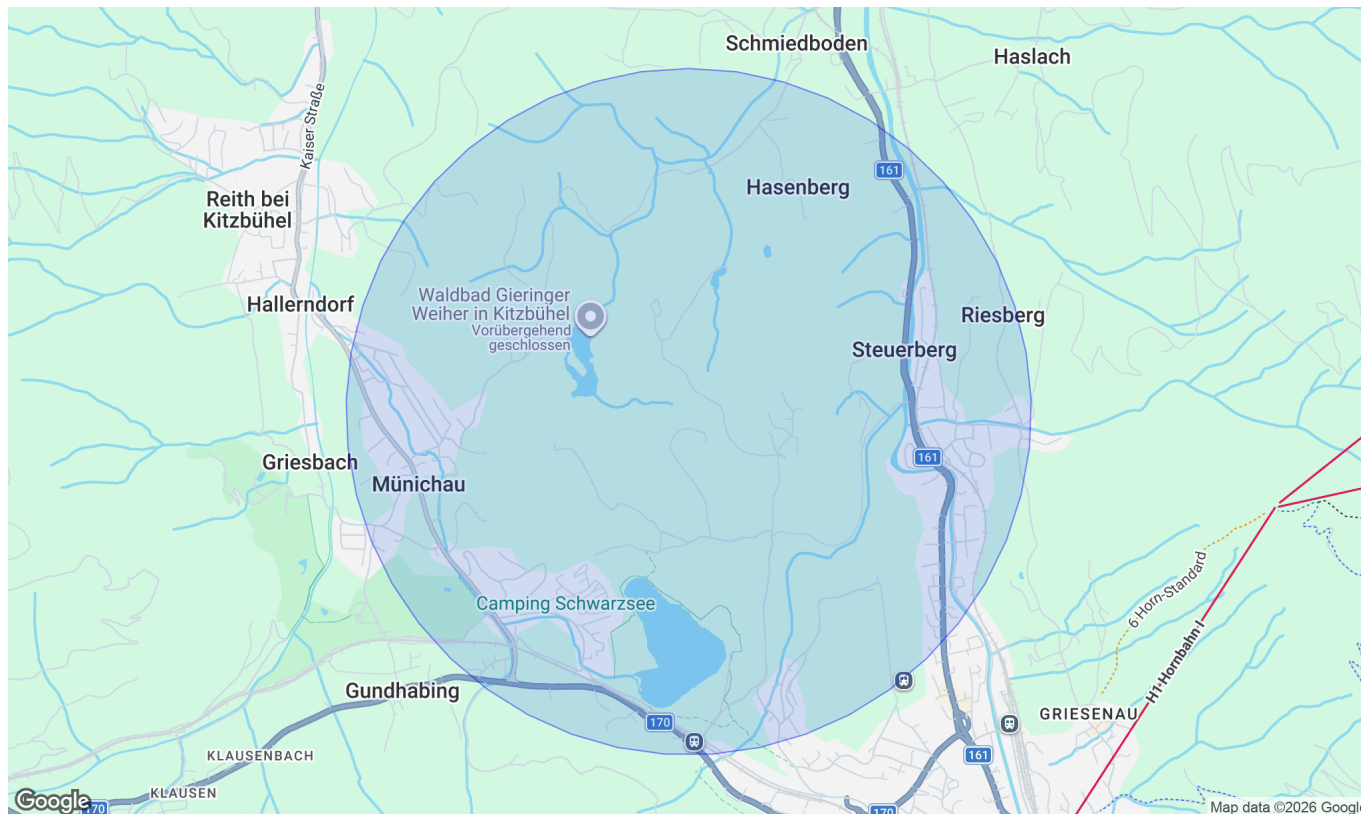 Schmiedboden
Haslach
Kaiser Straße
161
Hasenberg
Reith bei
Kitzbühel
Hallerndorf
Waldbad Gieringer
Weiher in Kitzbühel
Vorübergehend
geschlossen
Riesberg
Steuerberg
161
Griesbach
Münichau
6 Horn-Standard
H1-Hornbahn I
Camping Schwarzsee
Gundhabing
170
GRIESENAU
161
KLAUSENBACH
KLAUSEN
Google
170
170
Map data ©2026 Google